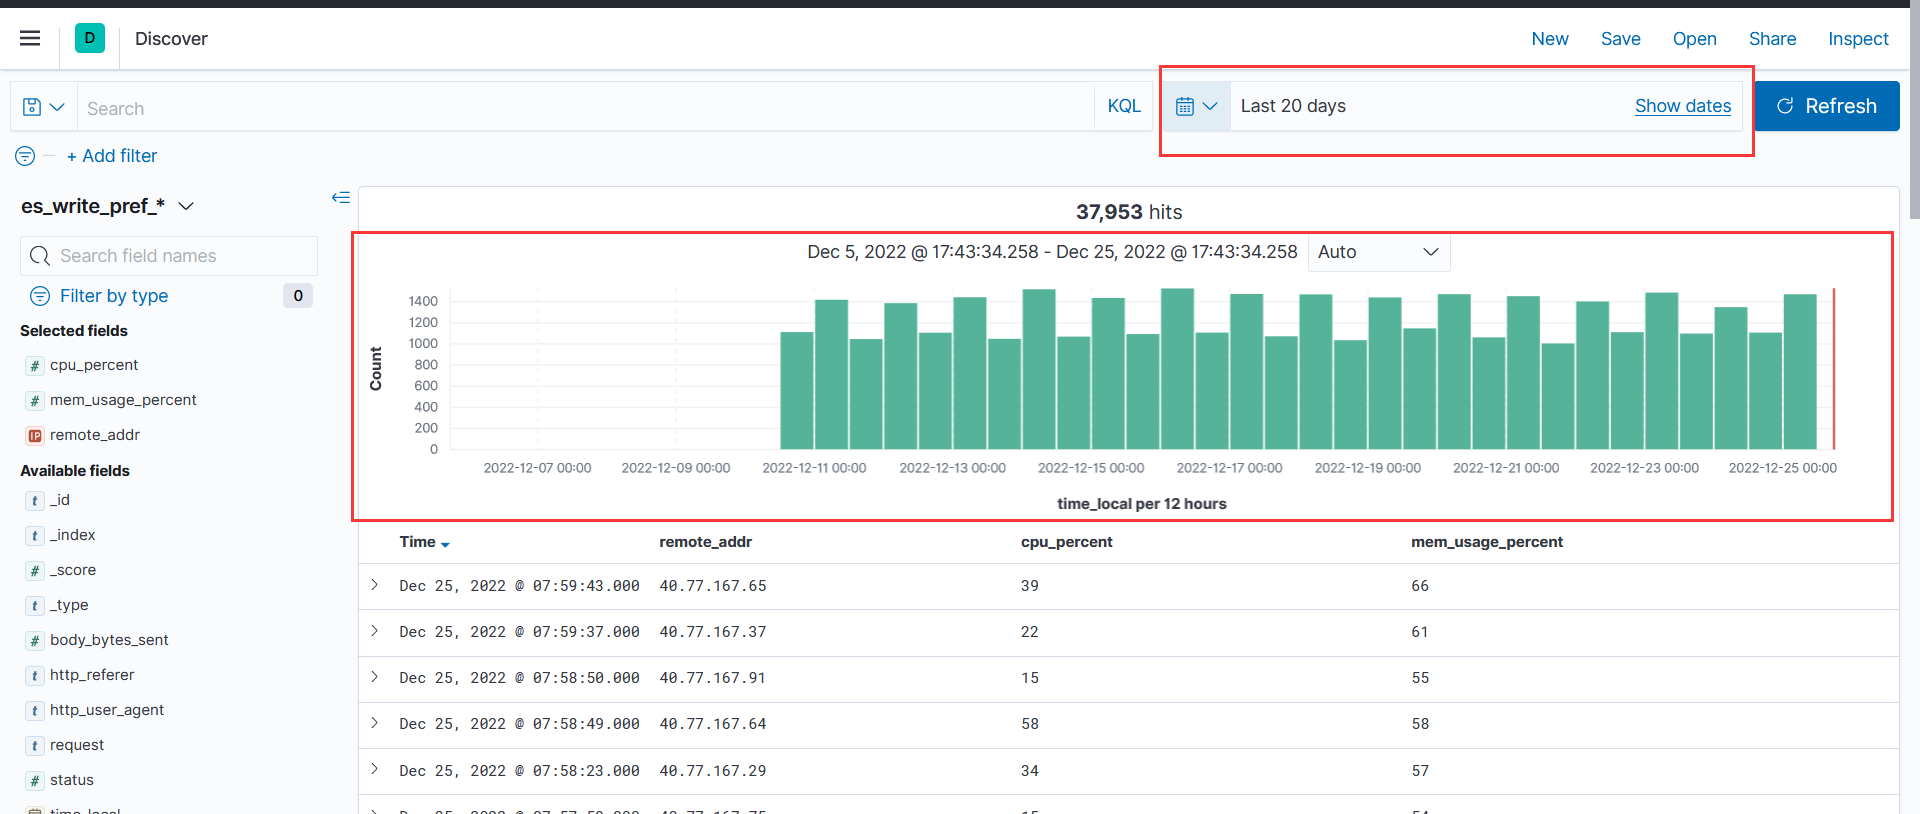 D Discover New Save Open Share Inspect
Search KQL Last 20 days Show dates Refresh
+ Add filter
es_write_pref_*
Search field names
Filter by type 0
Selected fields
# cpu_percent
# mem_usage_percent
IP remote_addr
Available fields
t _id
t _index
# _score
t _type
# body_bytes_sent
t http_referer
t http_user_agent
t request
# status
time_local
37,953 hits
Dec 5, 2022 @ 17:43:34.258 - Dec 25, 2022 @ 17:43:34.258 Auto
Count
1400
1200
1000
800
600
400
200
0
2022-12-07 00:00 2022-12-09 00:00 2022-12-11 00:00 2022-12-13 00:00 2022-12-15 00:00 2022-12-17 00:00 2022-12-19 00:00 2022-12-21 00:00 2022-12-23 00:00 2022-12-25 00:00
time_local per 12 hours
Time remote_addr cpu_percent mem_usage_percent
Dec 25, 2022 @ 07:59:43.000 40.77.167.65 39 66
Dec 25, 2022 @ 07:59:37.000 40.77.167.37 22 61
Dec 25, 2022 @ 07:58:50.000 40.77.167.91 15 55
Dec 25, 2022 @ 07:58:49.000 40.77.167.64 58 58
Dec 25, 2022 @ 07:58:23.000 40.77.167.29 34 57